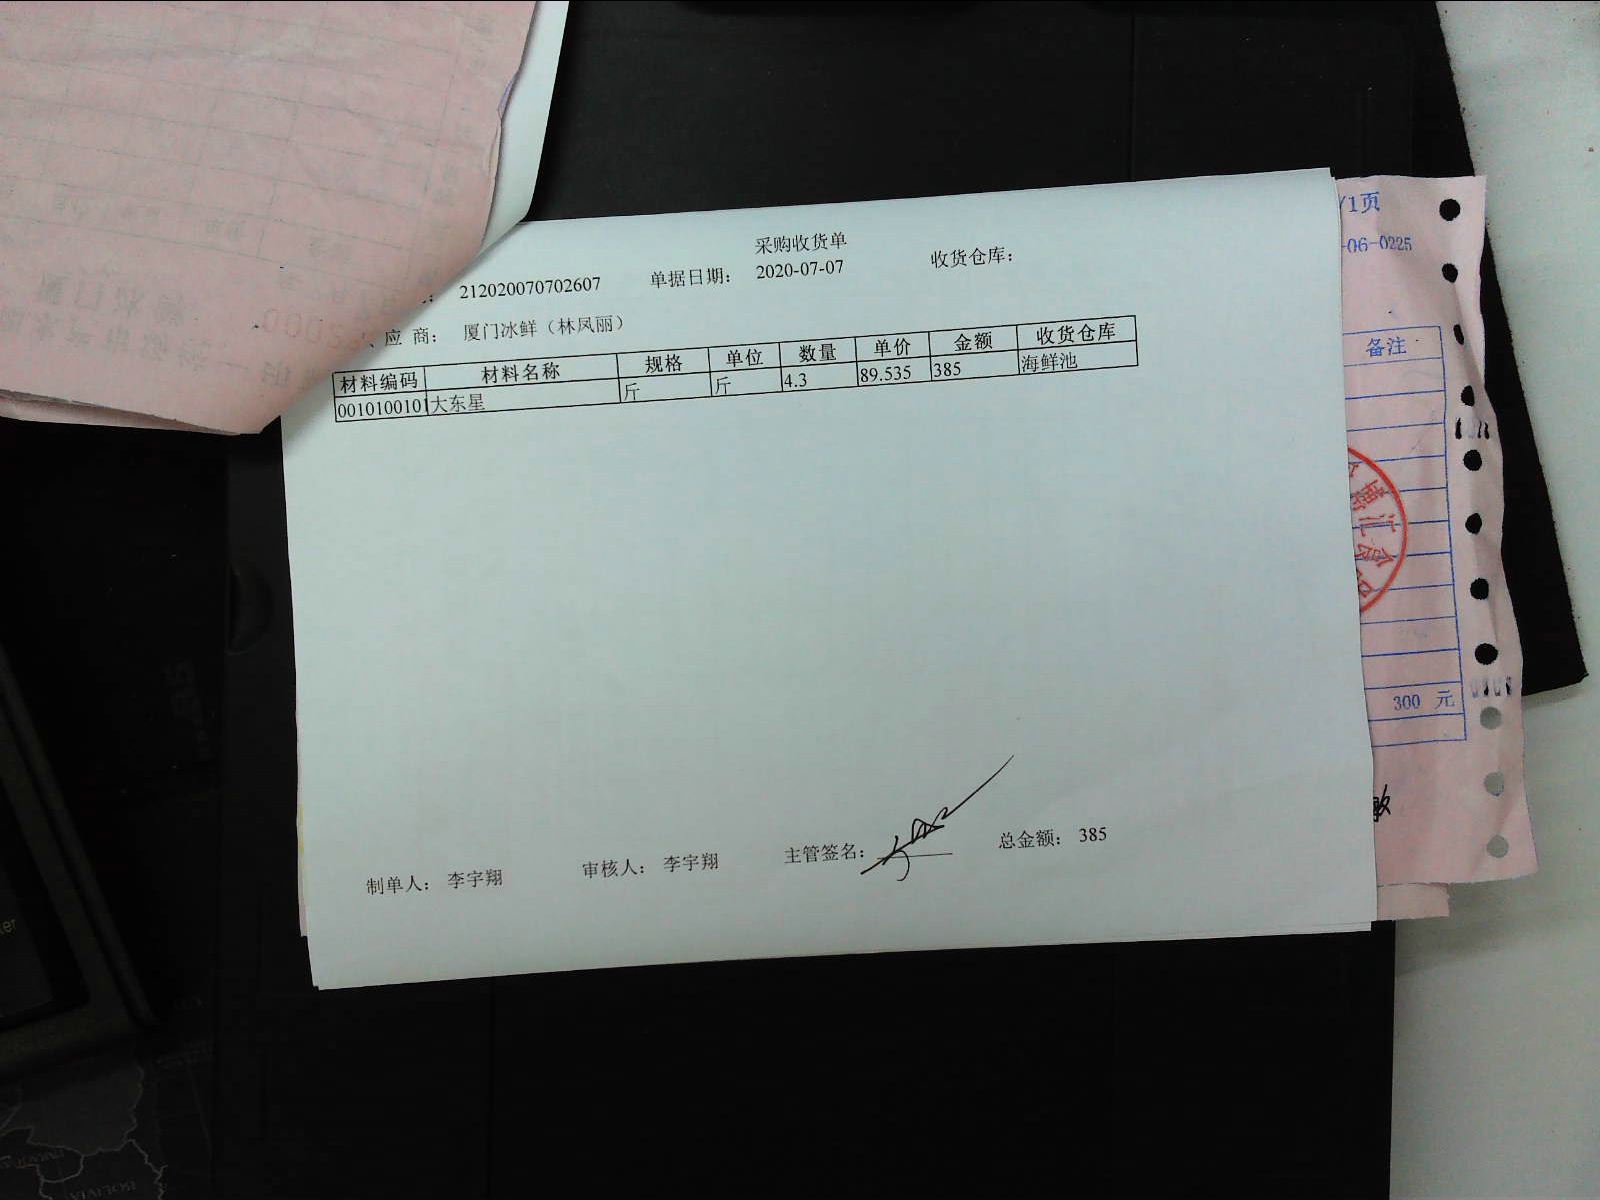 采购收货单
212020070702607 单据日期: 2020-07-07 收货仓库:
应 商: 厦门冰鲜（林凤丽）
材料编码 材料名称 规格 单位 数量 单价 金额 收货仓库
0010100101 大东星 斤 斤 4.3 89.535 385 海鲜池
制单人: 李宇翔 审核人: 李宇翔 主管签名: 总金额: 385
/1页
-06-0225
备注
300 元